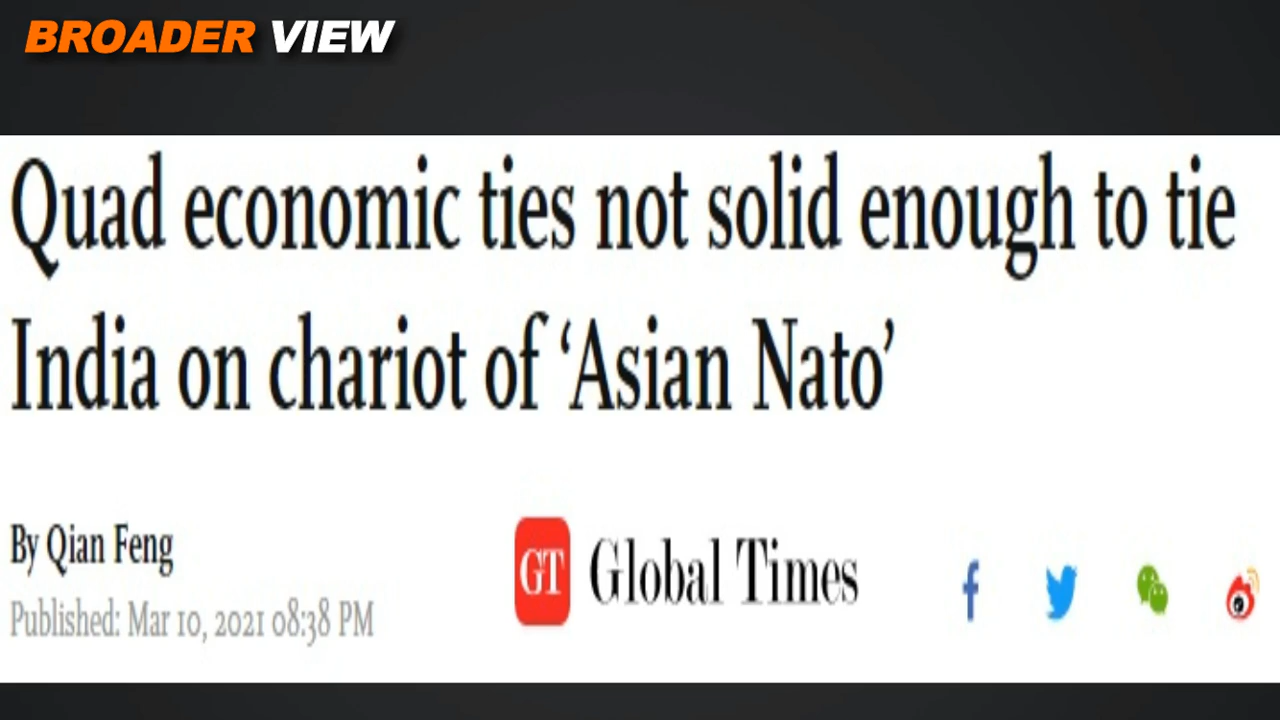 BROADER VIEW
Quad economic ties not solid enough to tie
India on chariot of ‘Asian Nato’
By Qian Feng
GT Global Times
Published: Mar 10, 2021 08:38 PM